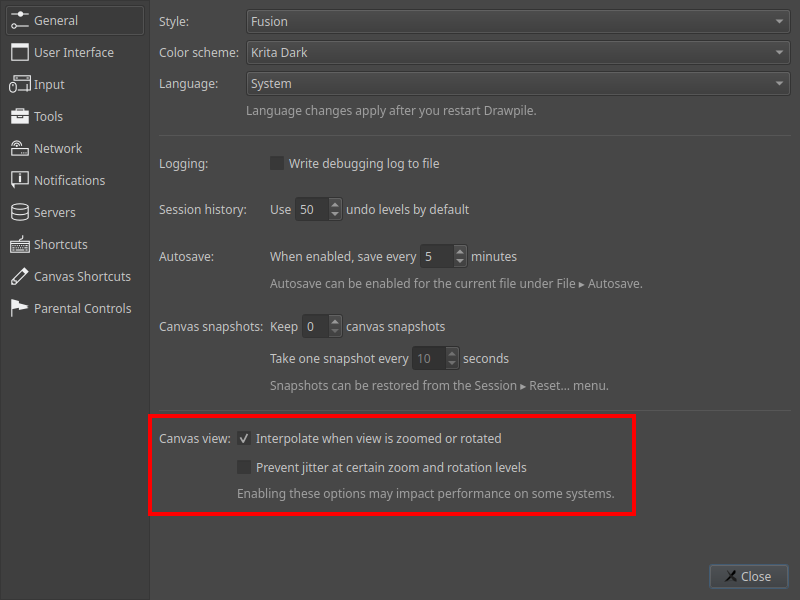 General
User Interface
Input
Tools
Network
Notifications
Servers
Shortcuts
Canvas Shortcuts
Parental Controls
Style: Fusion
Color scheme: Krita Dark
Language: System
Language changes apply after you restart Drawpile.
Logging: Write debugging log to file
Session history: Use 50 undo levels by default
Autosave: When enabled, save every 5 minutes
Autosave can be enabled for the current file under File ▸ Autosave.
Canvas snapshots: Keep 0 canvas snapshots
Take one snapshot every 10 seconds
Snapshots can be restored from the Session ▸ Reset... menu.
Canvas view: Interpolate when view is zoomed or rotated
Prevent jitter at certain zoom and rotation levels
Enabling these options may impact performance on some systems.
Close